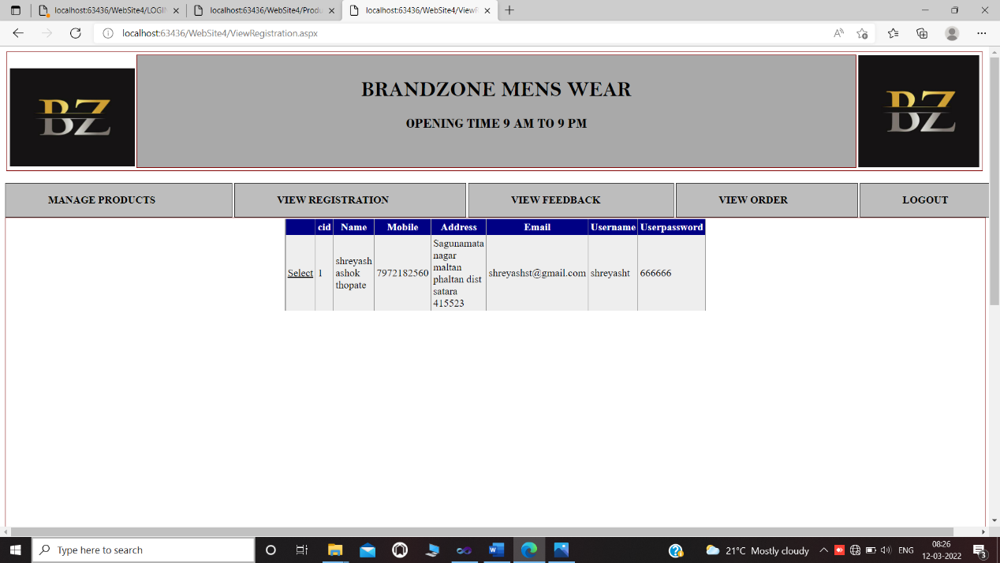 localhost:63436/WebSite4/LOGIN
localhost:63436/WebSite4/Produ
localhost:63436/WebSite4/ViewR
localhost:63436/WebSite4/ViewRegistration.aspx
BZ
BRANDZONE MENS WEAR
OPENING TIME 9 AM TO 9 PM
BZ
MANAGE PRODUCTS VIEW REGISTRATION VIEW FEEDBACK VIEW ORDER LOGOUT
cid Name Mobile Address Email Username Userpassword
Select 1 shreyash ashok thopate 7972182560 Sagunamata nagar maltan phaltan dist satara 415523 shreyashst@gmail.com shreyasht 666666
Type here to search
21°C Mostly cloudy
ENG
08:26
12-03-2022
3